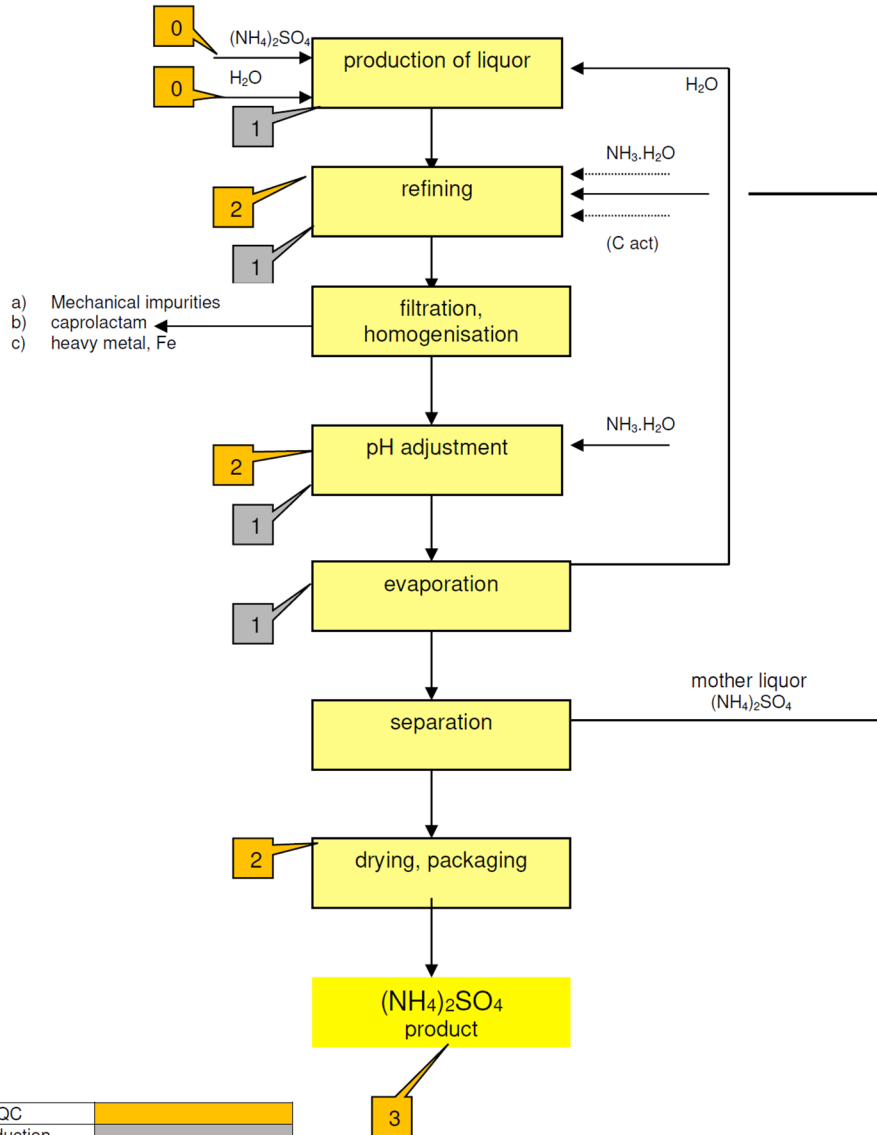 0
(NH₄)₂SO₄
production of liquor
0
H₂O
H₂O
1
NH₃.H₂O
refining
2
(C act)
1
a) Mechanical impurities
b) caprolactam
c) heavy metal, Fe
filtration,
homogenisation
NH₃.H₂O
pH adjustment
2
1
evaporation
1
mother liquor
(NH₄)₂SO₄
separation
drying, packaging
2
(NH₄)₂SO₄
product
3
QC